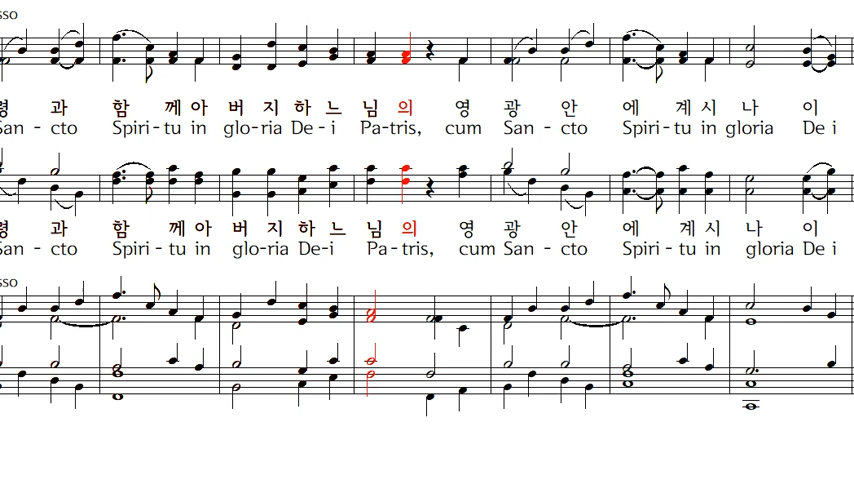 sso
령 과 함 께 아 버 지 하 느 님 의 영 광 안 에 계 시 나 이
San - cto Spiri - tu in glo-ria De - i Pa-tris, cum San - cto Spiri-tu in gloria De i
령 과 함 께 아 버 지 하 느 님 의 영 광 안 에 계 시 나 이
San - cto Spiri - tu in glo-ria De-i Pa-tris, cum San - cto Spiri - tu in gloria De i
sso